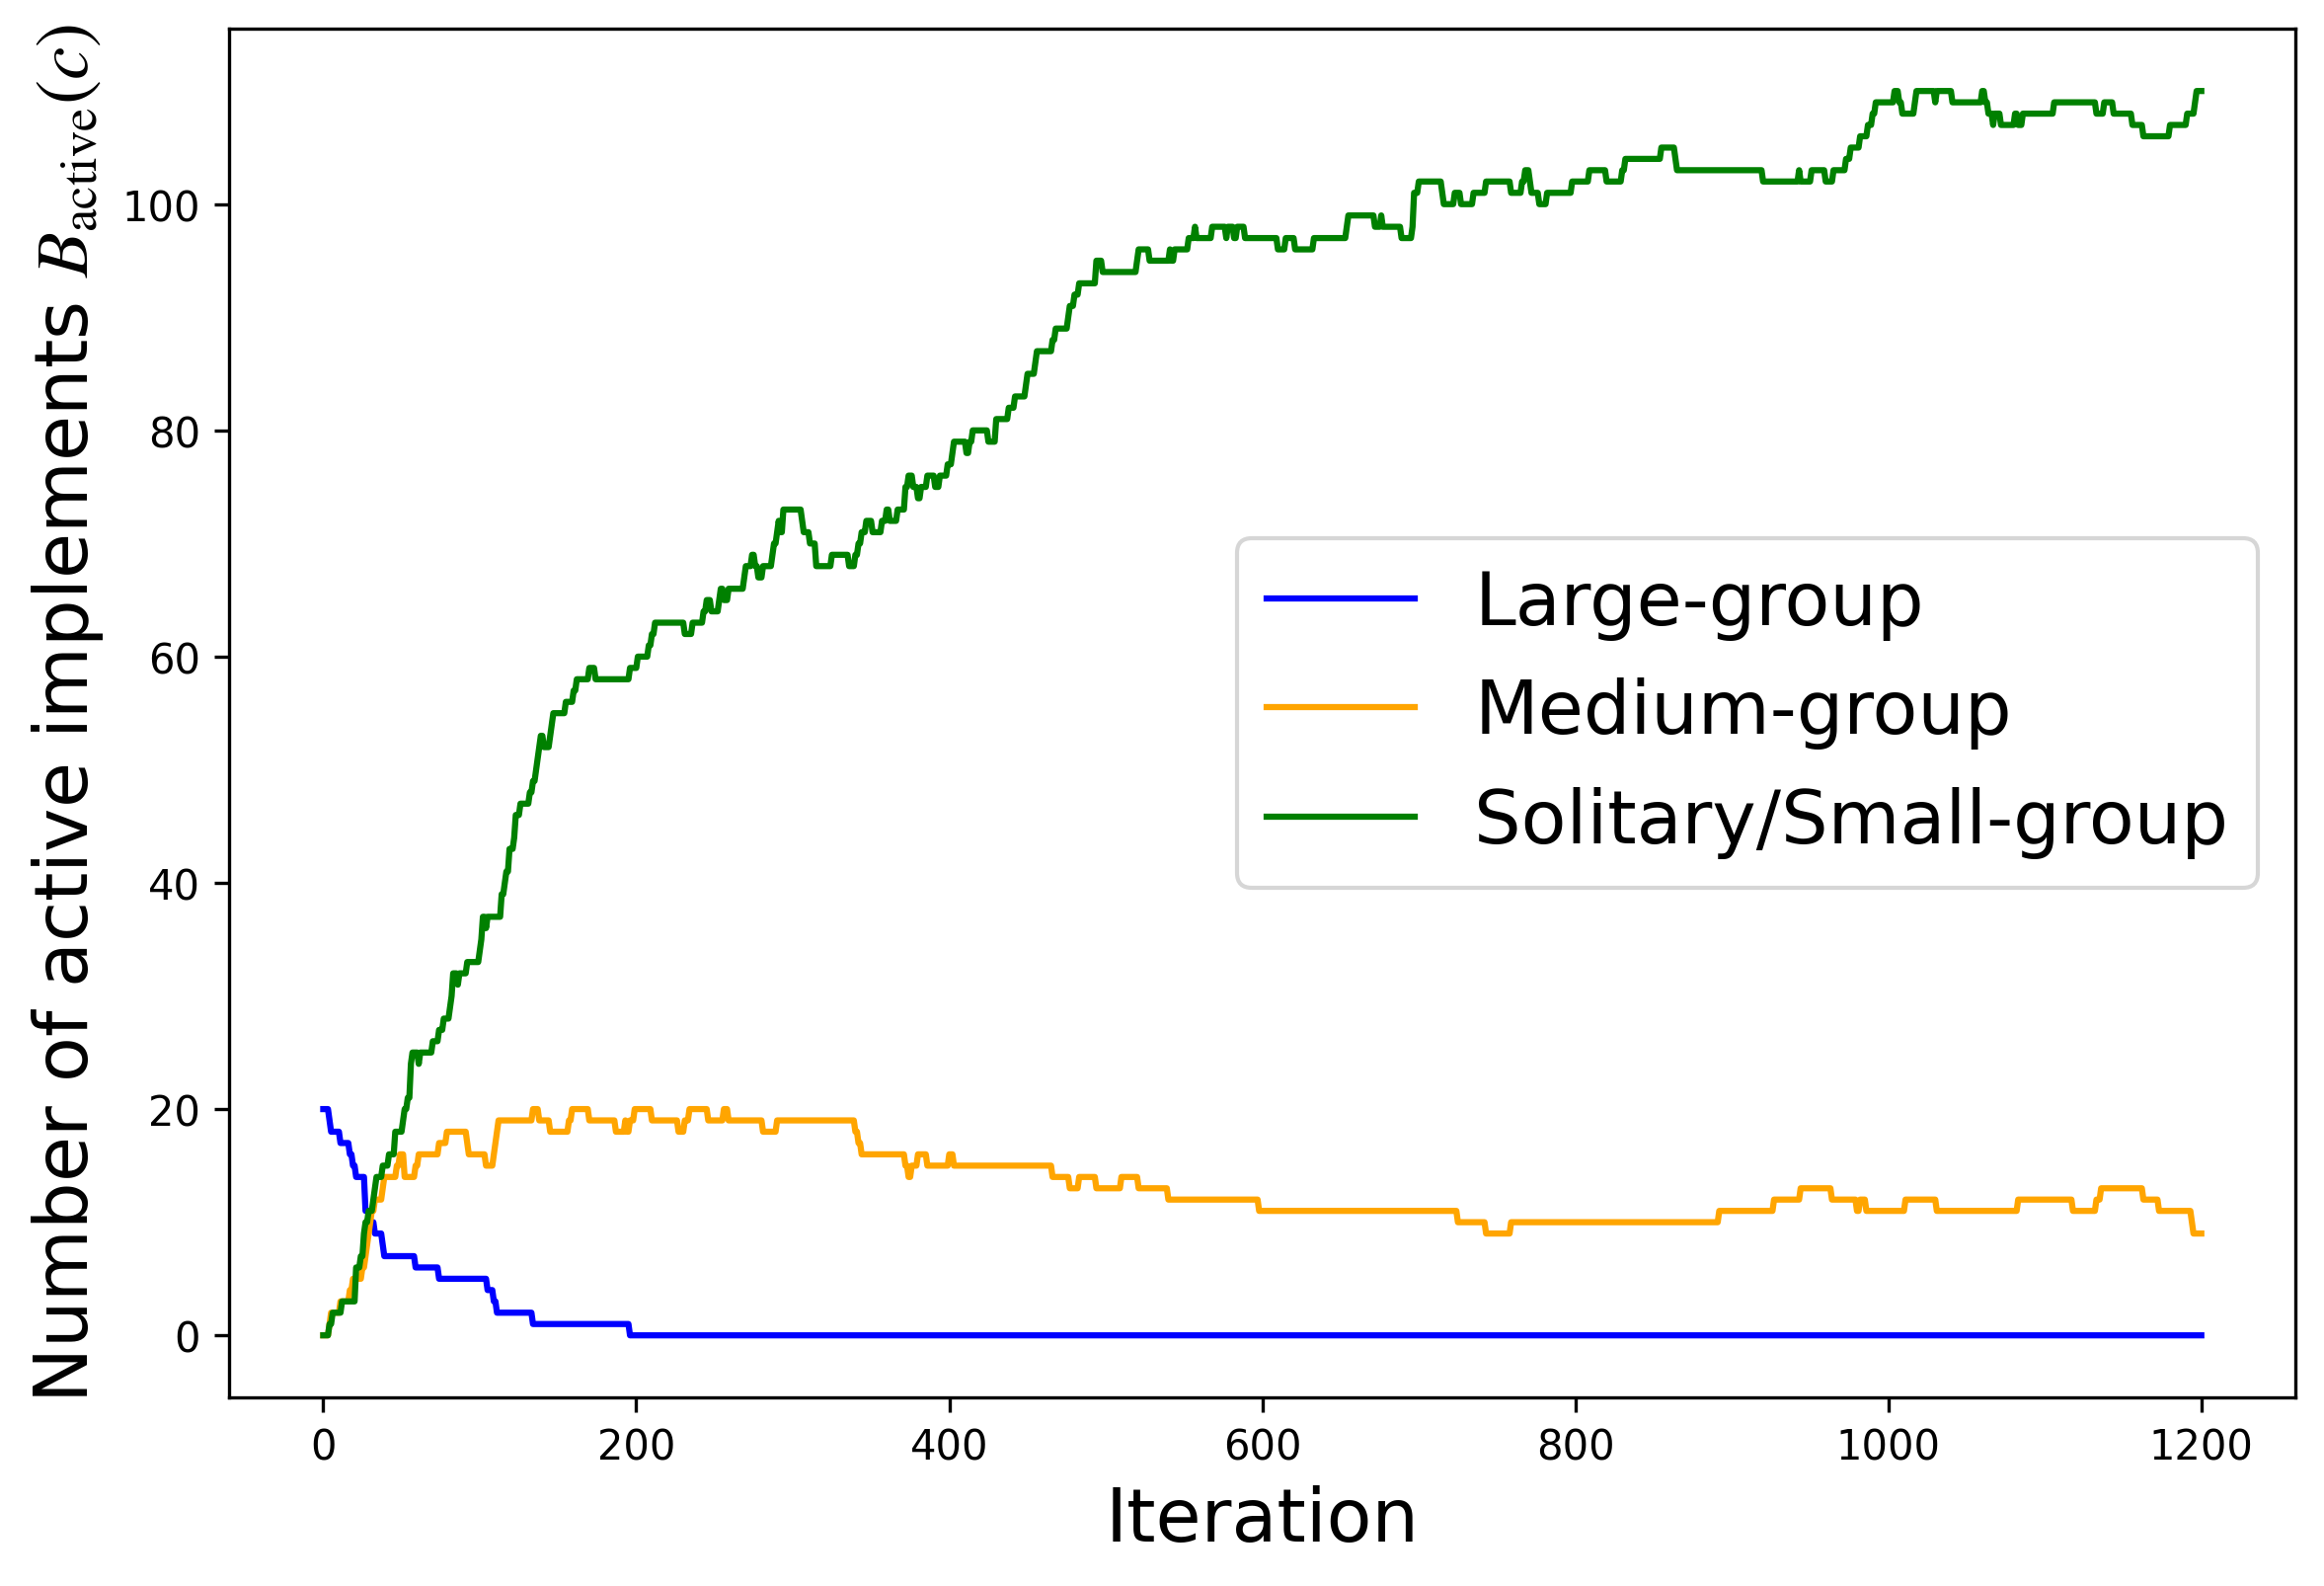 Number of active implements B_active(c)
100
80
60
40
20
0
0 200 400 600 800 1000 1200
Iteration
Large-group
Medium-group
Solitary/Small-group